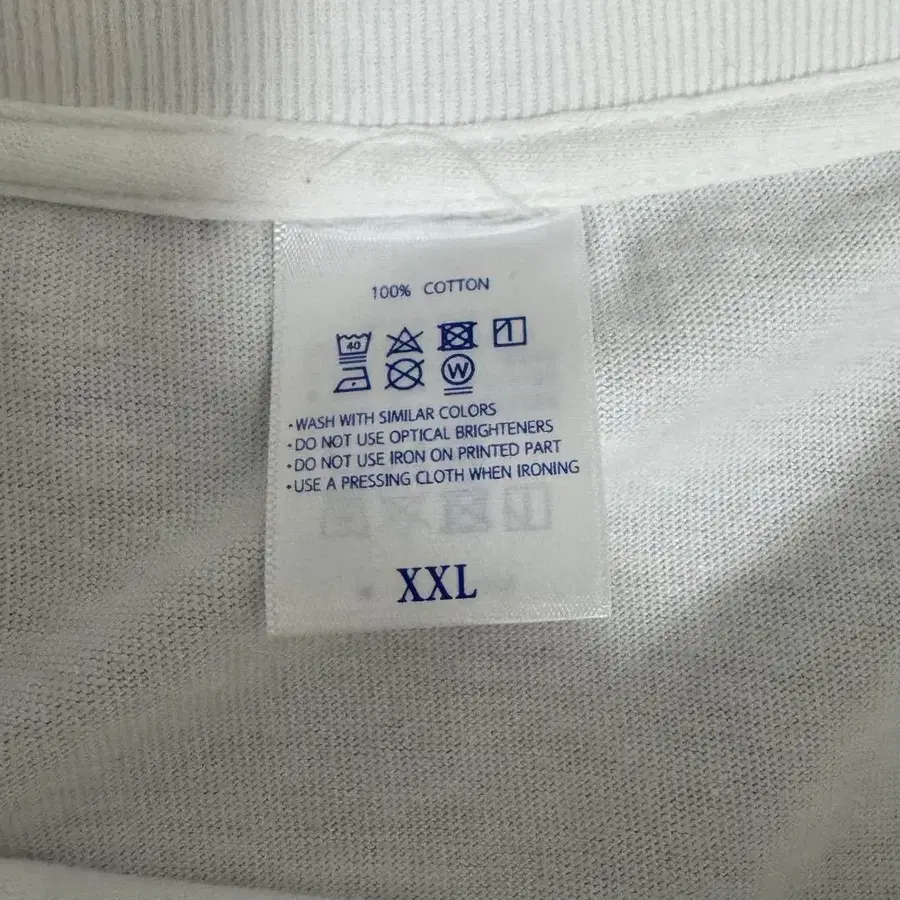 100% COTTON
40
W
·WASH WITH SIMILAR COLORS
·DO NOT USE OPTICAL BRIGHTENERS
·DO NOT USE IRON ON PRINTED PART
·USE A PRESSING CLOTH WHEN IRONING
XXL